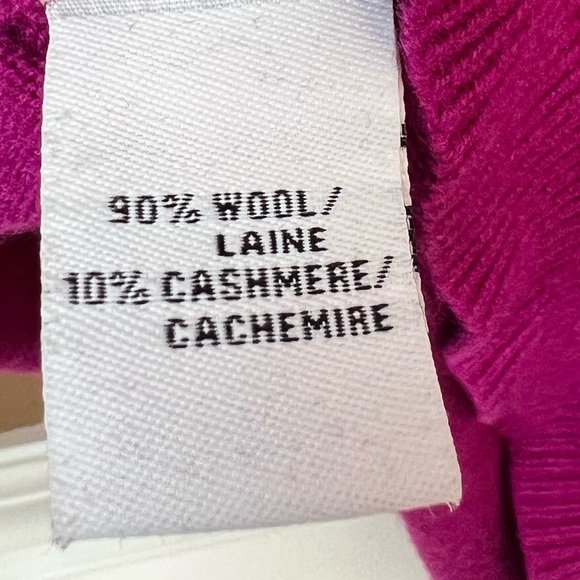 90% WOOL/
LAINE
10% CASHMERE/
CACHEMIRE